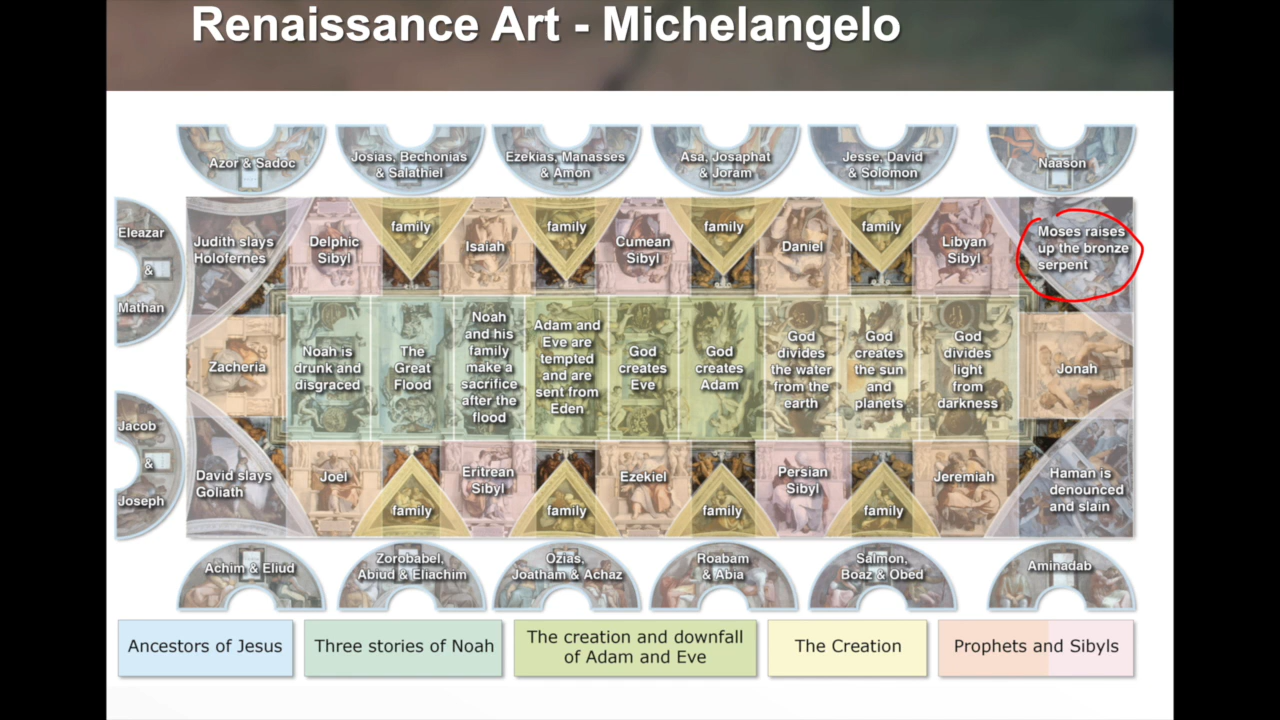 Renaissance Art - Michelangelo
Azor & Sadoc
Josias, Bechonias
& Salathiel
Ezekias, Manasses
& Amon
Asa, Josaphat
& Joram
Jesse, David
& Solomon
Naason
Eleazar
&
Mathan
Jacob
&
Joseph
Judith slays
Holofernes
Delphic
Sibyl
family
Isaiah
family
Cumean
Sibyl
family
Daniel
family
Libyan
Sibyl
Moses raises
up the bronze
serpent
Zacheria
Noah is
drunk and
disgraced
The
Great
Flood
Noah
and his
family
make a
sacrifice
after the
flood
Adam and
Eve are
tempted
and are
sent from
Eden
God
creates
Eve
God
creates
Adam
God
divides
the water
from the
earth
God
creates
the sun
and
planets
God
divides
light
from
darkness
Jonah
David slays
Goliath
Joel
family
Eritrean
Sibyl
family
Ezekiel
family
Persian
Sibyl
family
Jeremiah
Haman is
denounced
and slain
Achim & Eliud
Zorobabel,
Abiud & Eliachim
Ozias,
Joatham & Achaz
Roabam
& Abia
Salmon,
Boaz & Obed
Aminadab
Ancestors of Jesus
Three stories of Noah
The creation and downfall
of Adam and Eve
The Creation
Prophets and Sibyls